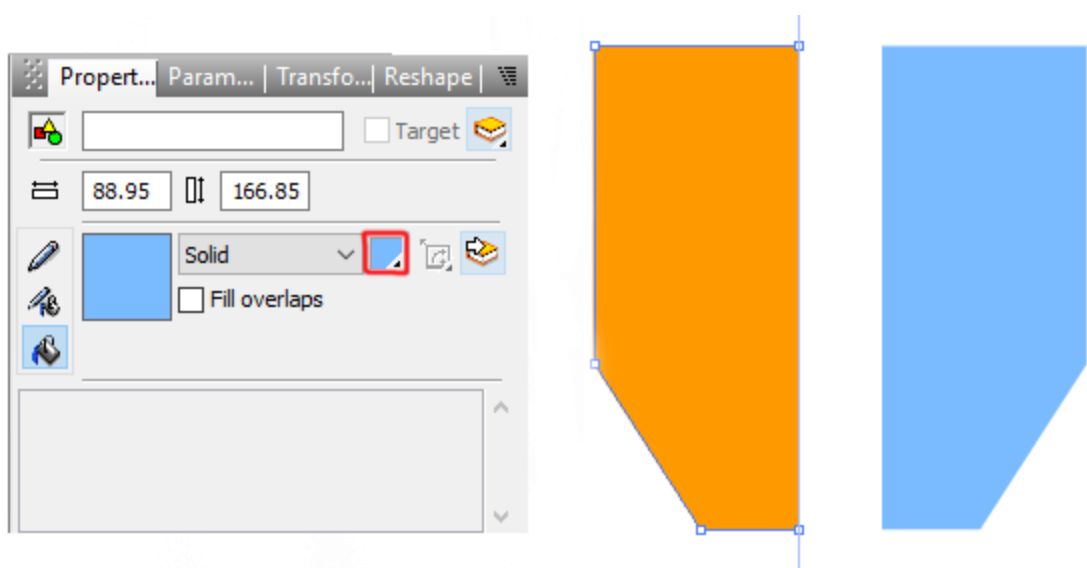 Propert... Param... | Transfo...| Reshape |
Target
88.95 166.85
Solid
Fill overlaps